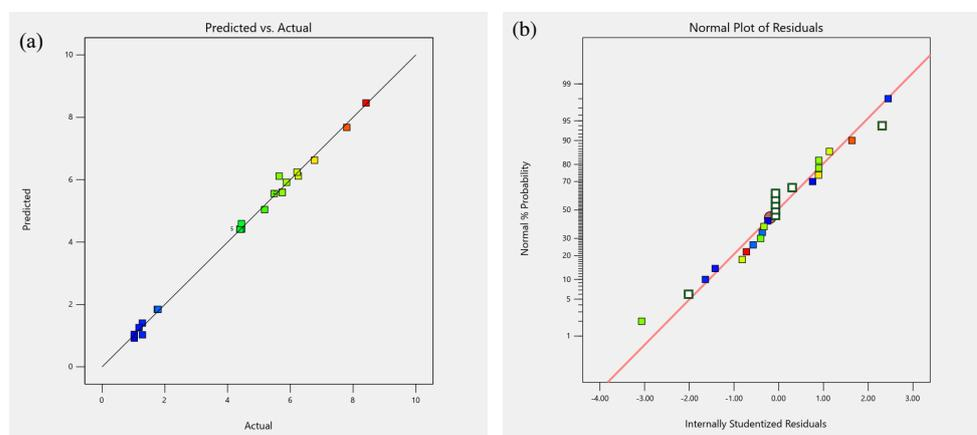 (a)
Predicted vs. Actual
10
8
6
4
2
0
Predicted
5
0 2 4 6 8 10
Actual
(b)
Normal Plot of Residuals
99
95
90
80
70
50
30
20
10
5
1
Normal % Probability
-4.00 -3.00 -2.00 -1.00 0.00 1.00 2.00 3.00
Internally Studentized Residuals